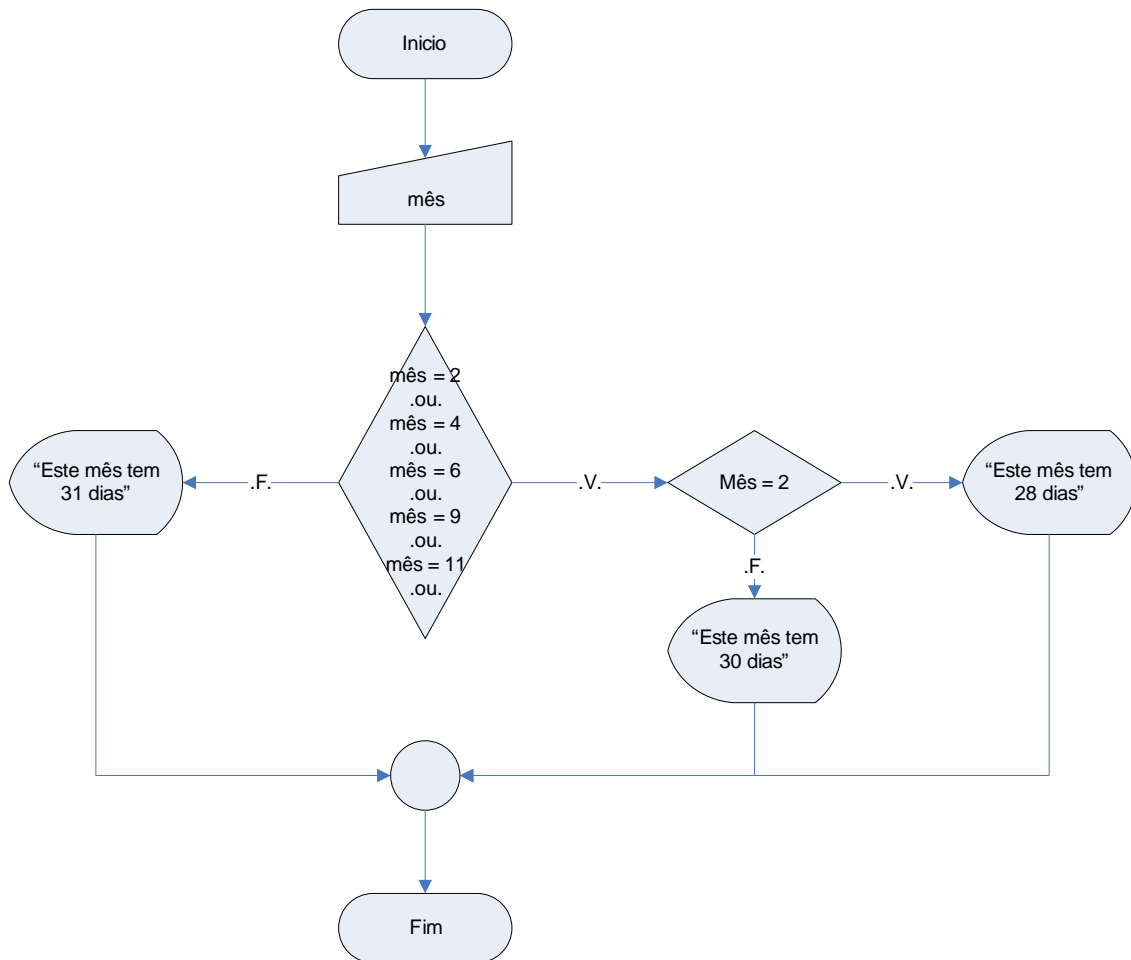 Inicio
mês
mês = 2
.ou.
mês = 4
.ou.
mês = 6
.ou.
mês = 9
.ou.
mês = 11
.ou.
.F.
“Este mês tem
31 dias”
.V.
Mês = 2
.V.
“Este mês tem
28 dias”
.F.
“Este mês tem
30 dias”
Fim